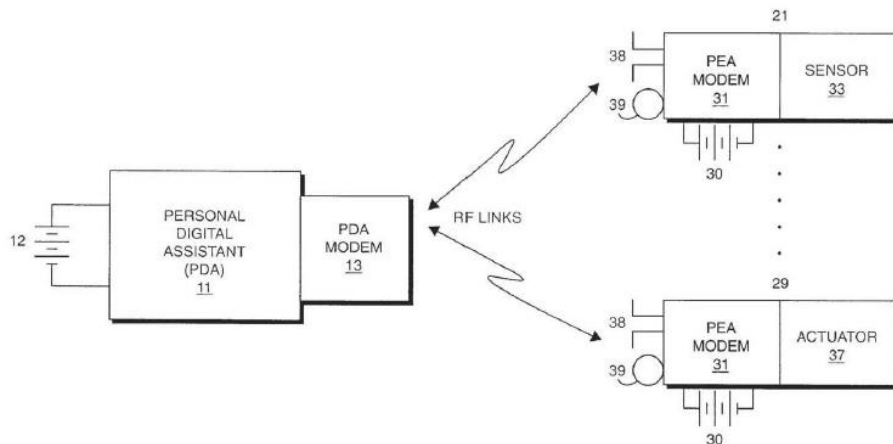 21
38
PEA
MODEM
31
SENSOR
33
39
30
12
PERSONAL
DIGITAL
ASSISTANT
(PDA)
11
PDA
MODEM
13
RF LINKS
29
38
PEA
MODEM
31
ACTUATOR
37
39
30